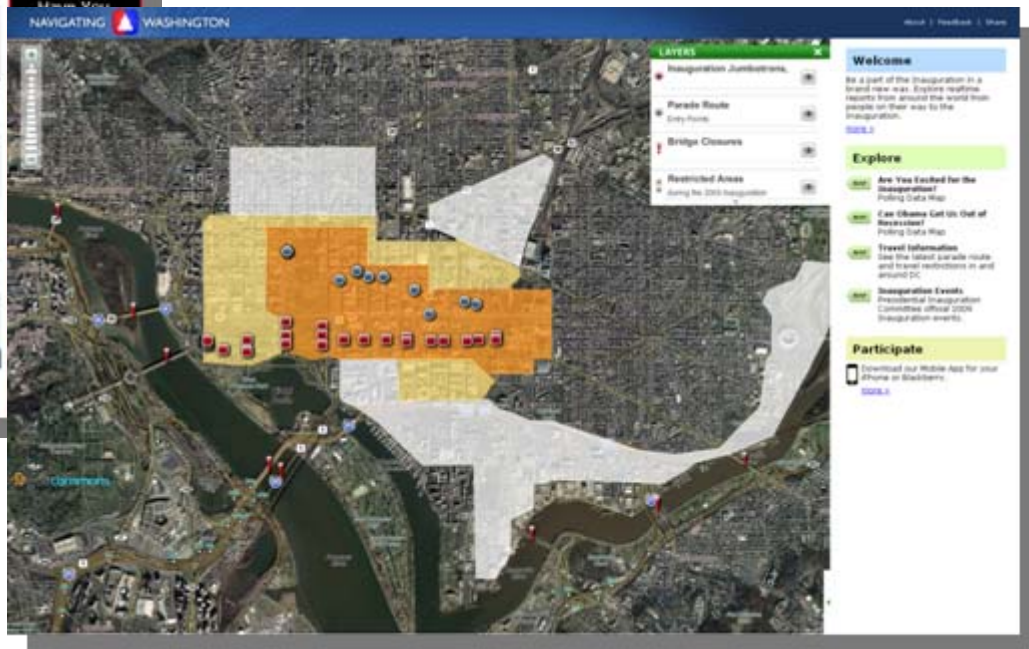 Have You
NAVIGATING WASHINGTON
About | Feedback | Share
LAYERS
Inauguration Jumbotrons,
Parade Route
Entry Points
Bridge Closures
Restricted Areas
during the 2009 Inauguration
Welcome
Be a part of the Inauguration in a
brand new way. Explore realtime
reports from around the world from
people on their way to the
Inauguration.
more »
Explore
Are You Excited for the
Inauguration?
Polling Data Map
Can Obama Get Us Out of
Recession?
Polling Data Map
Travel Information
See the latest parade route
and travel restrictions in and
around DC
Inauguration Events
Presidential Inauguration
Committee official 2009
Inauguration events.
Participate
Download our Mobile App for your
iPhone or Blackberry.
more »
commons